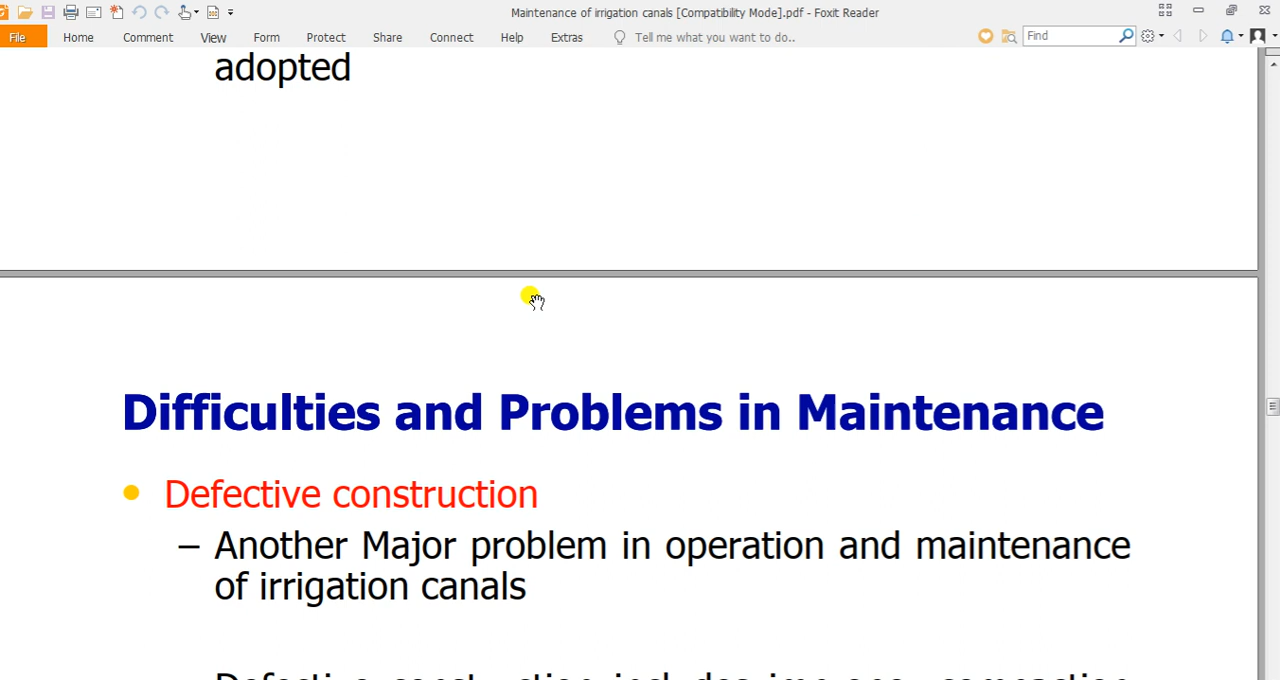 Maintenance of irrigation canals [Compatibility Mode].pdf - Foxit Reader
File Home Comment View Form Protect Share Connect Help Extras Tell me what you want to do.. Find
adopted
Difficulties and Problems in Maintenance
• Defective construction
– Another Major problem in operation and maintenance
of irrigation canals